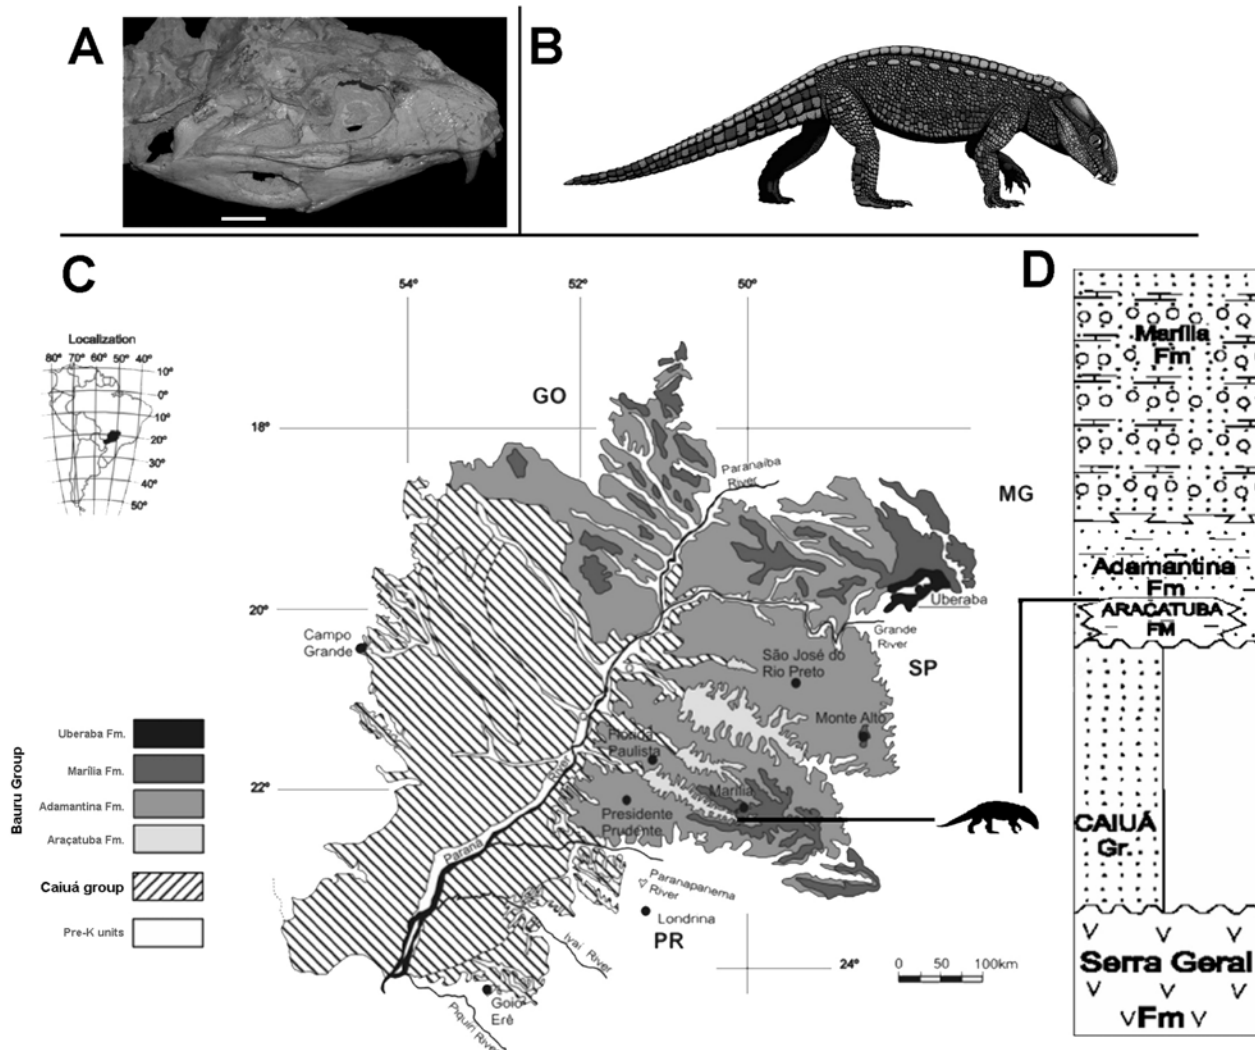 A
B
C
D
Localization
80° 70° 60° 50° 40°
10°
0°
10°
20°
30°
40°
50°
54°
52°
50°
18°
20°
22°
24°
GO
MG
SP
PR
Paranaíba
River
Uberaba
Grande
River
Campo
Grande
São José do
Rio Preto
Monte Alto
Florida
Paulista
Marília
Presidente
Prudente
Paraná
River
Paranapanema
River
Londrina
Ivaí River
Goio
Erê
Piquiri River
0 50 100km
Bauru Group
Uberaba Fm.
Marília Fm.
Adamantina Fm.
Araçatuba Fm.
Caiuá group
Pre-K units
Marília
Fm
Adamantina
Fm
ARAÇATUBA
FM
CAIUÁ
Gr.
Serra Geral
Fm